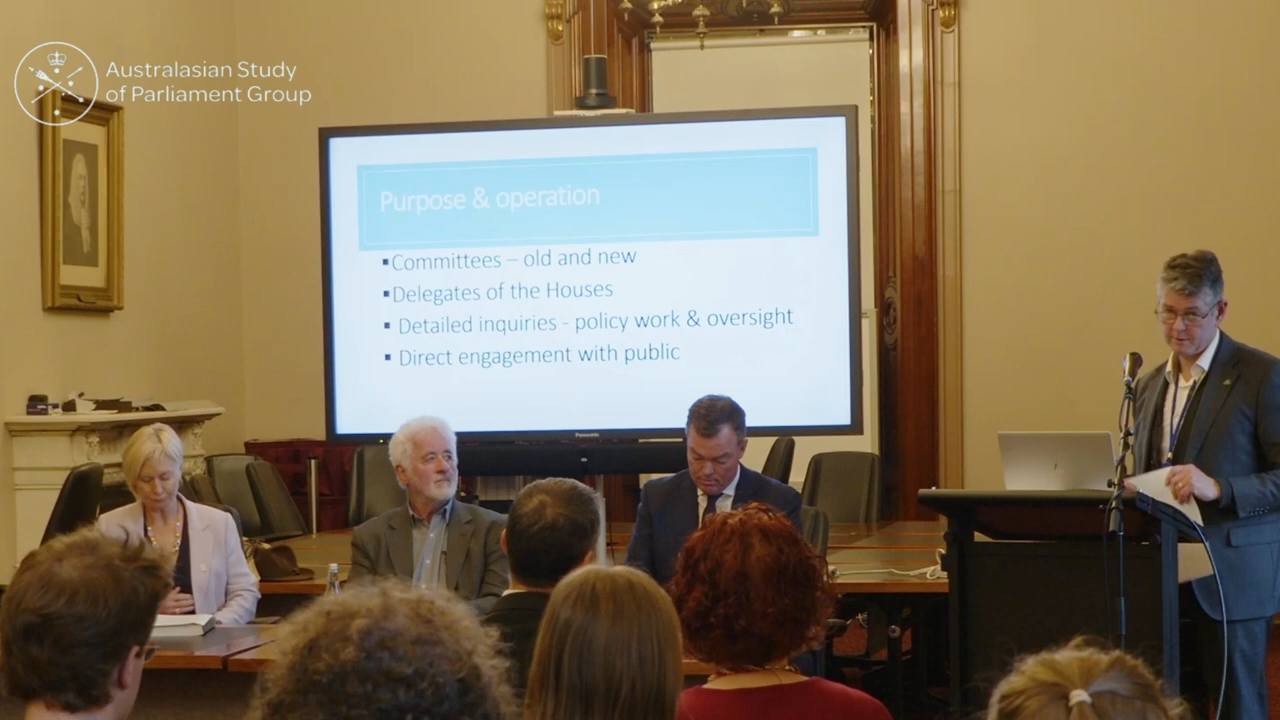 Australasian Study
of Parliament Group
Purpose & operation
▪Committees – old and new
▪Delegates of the Houses
▪ Detailed inquiries - policy work & oversight
▪ Direct engagement with public
Panasonic